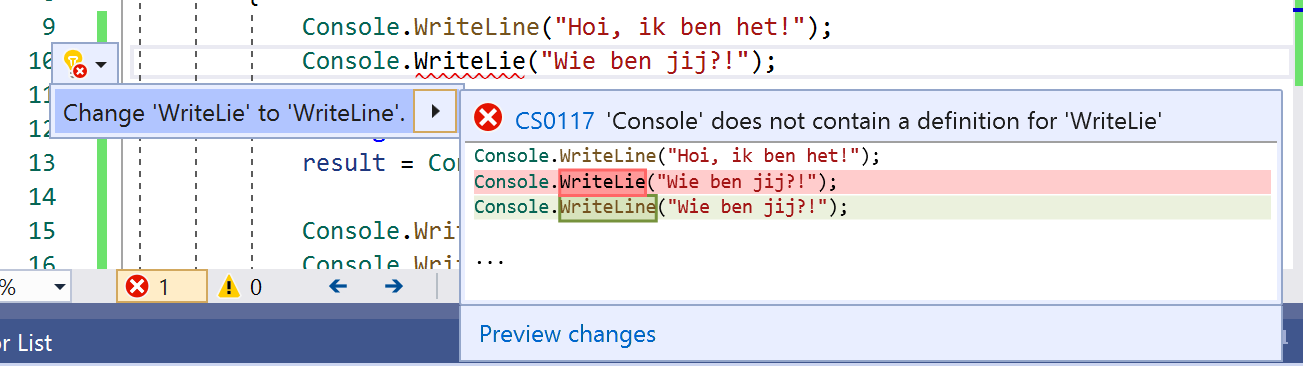 9 Console.WriteLine("Hoi, ik ben het!");
10 Console.WriteLie("Wie ben jij?!");
11
Change 'WriteLie' to 'WriteLine'.
12
13 result = Con
14
15 Console.Wri
16 Console.Wri
CS0117 'Console' does not contain a definition for 'WriteLie'
Console.WriteLine("Hoi, ik ben het!");
Console.WriteLie("Wie ben jij?!");
Console.WriteLine("Wie ben jij?!");
...
Preview changes
% 1 0
r List